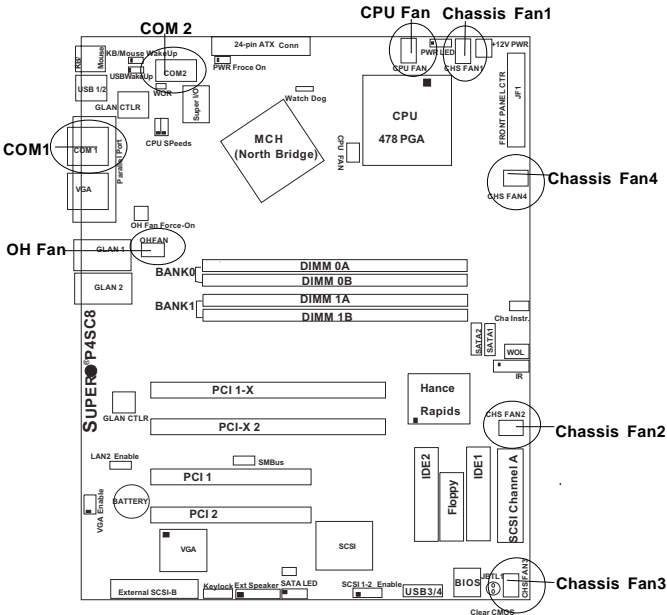 CPU Fan
Chassis Fan1
COM 2
24-pin ATX Conn
PWR LED
+12V PWR
KB/
Mouse
KB/Mouse WakeUp
USBWakeUp
COM2
PWR Froce On
CPU FAN
CHS FAN1
USB 1/2
WOR
GLAN CTLR
Super I/O
Watch Dog
FRONT PANEL CTR
JF1
CPU
478 PGA
CPU SPeeds
MCH
(North Bridge)
CPU FAN
COM1
COM 1
Parallel Port
VGA
Chassis Fan4
CHS FAN4
OH Fan Force-On
OH Fan
OHFAN
GLAN 1
DIMM 0A
BANK0
DIMM 0B
GLAN 2
DIMM 1A
BANK1
DIMM 1B
Cha Instr.
SATA2
SATA1
WOL
IR
SUPER® P4SC8
PCI 1-X
Hance
Rapids
GLAN CTLR
PCI-X 2
CHS FAN2
Chassis Fan2
LAN2 Enable
SMBus
PCI 1
IDE2
Floppy
IDE1
SCSI Channel A
BATTERY
VGA Enable
PCI 2
VGA
SCSI
External SCSI-B
Keylock
Ext Speaker
SATA LED
SCSI 1-2 Enable
USB3/4
BIOS
JBTL1
CHS FAN3
Chassis Fan3
Clear CMOS